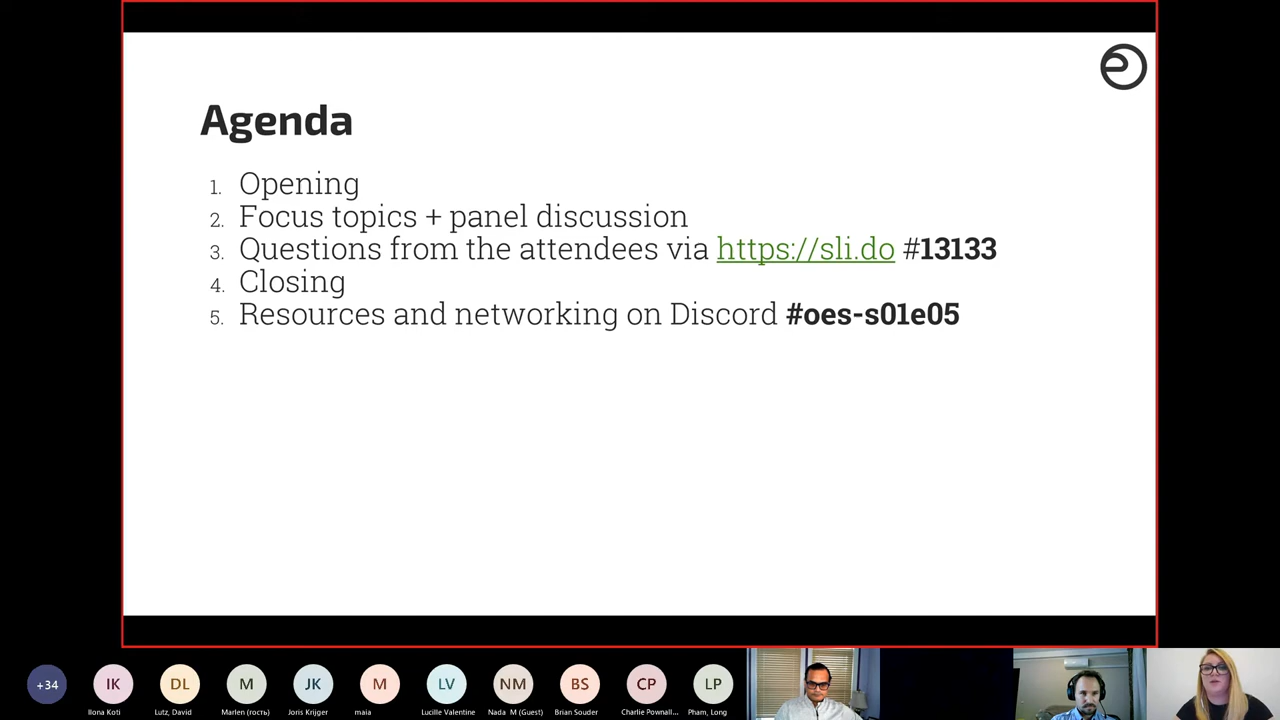 Agenda
1. Opening
2. Focus topics + panel discussion
3. Questions from the attendees via https://sli.do #13133
4. Closing
5. Resources and networking on Discord #oes-s01e05
+34
IK
DL
M
JK
M
LV
NM
BS
CP
LP
Ilona Koti
Lutz, David
Marlen (гость)
Joris Krijger
maia
Lucille Valentine
Nada M (Guest)
Brian Souder
Charlie Pownall...
Pham, Long